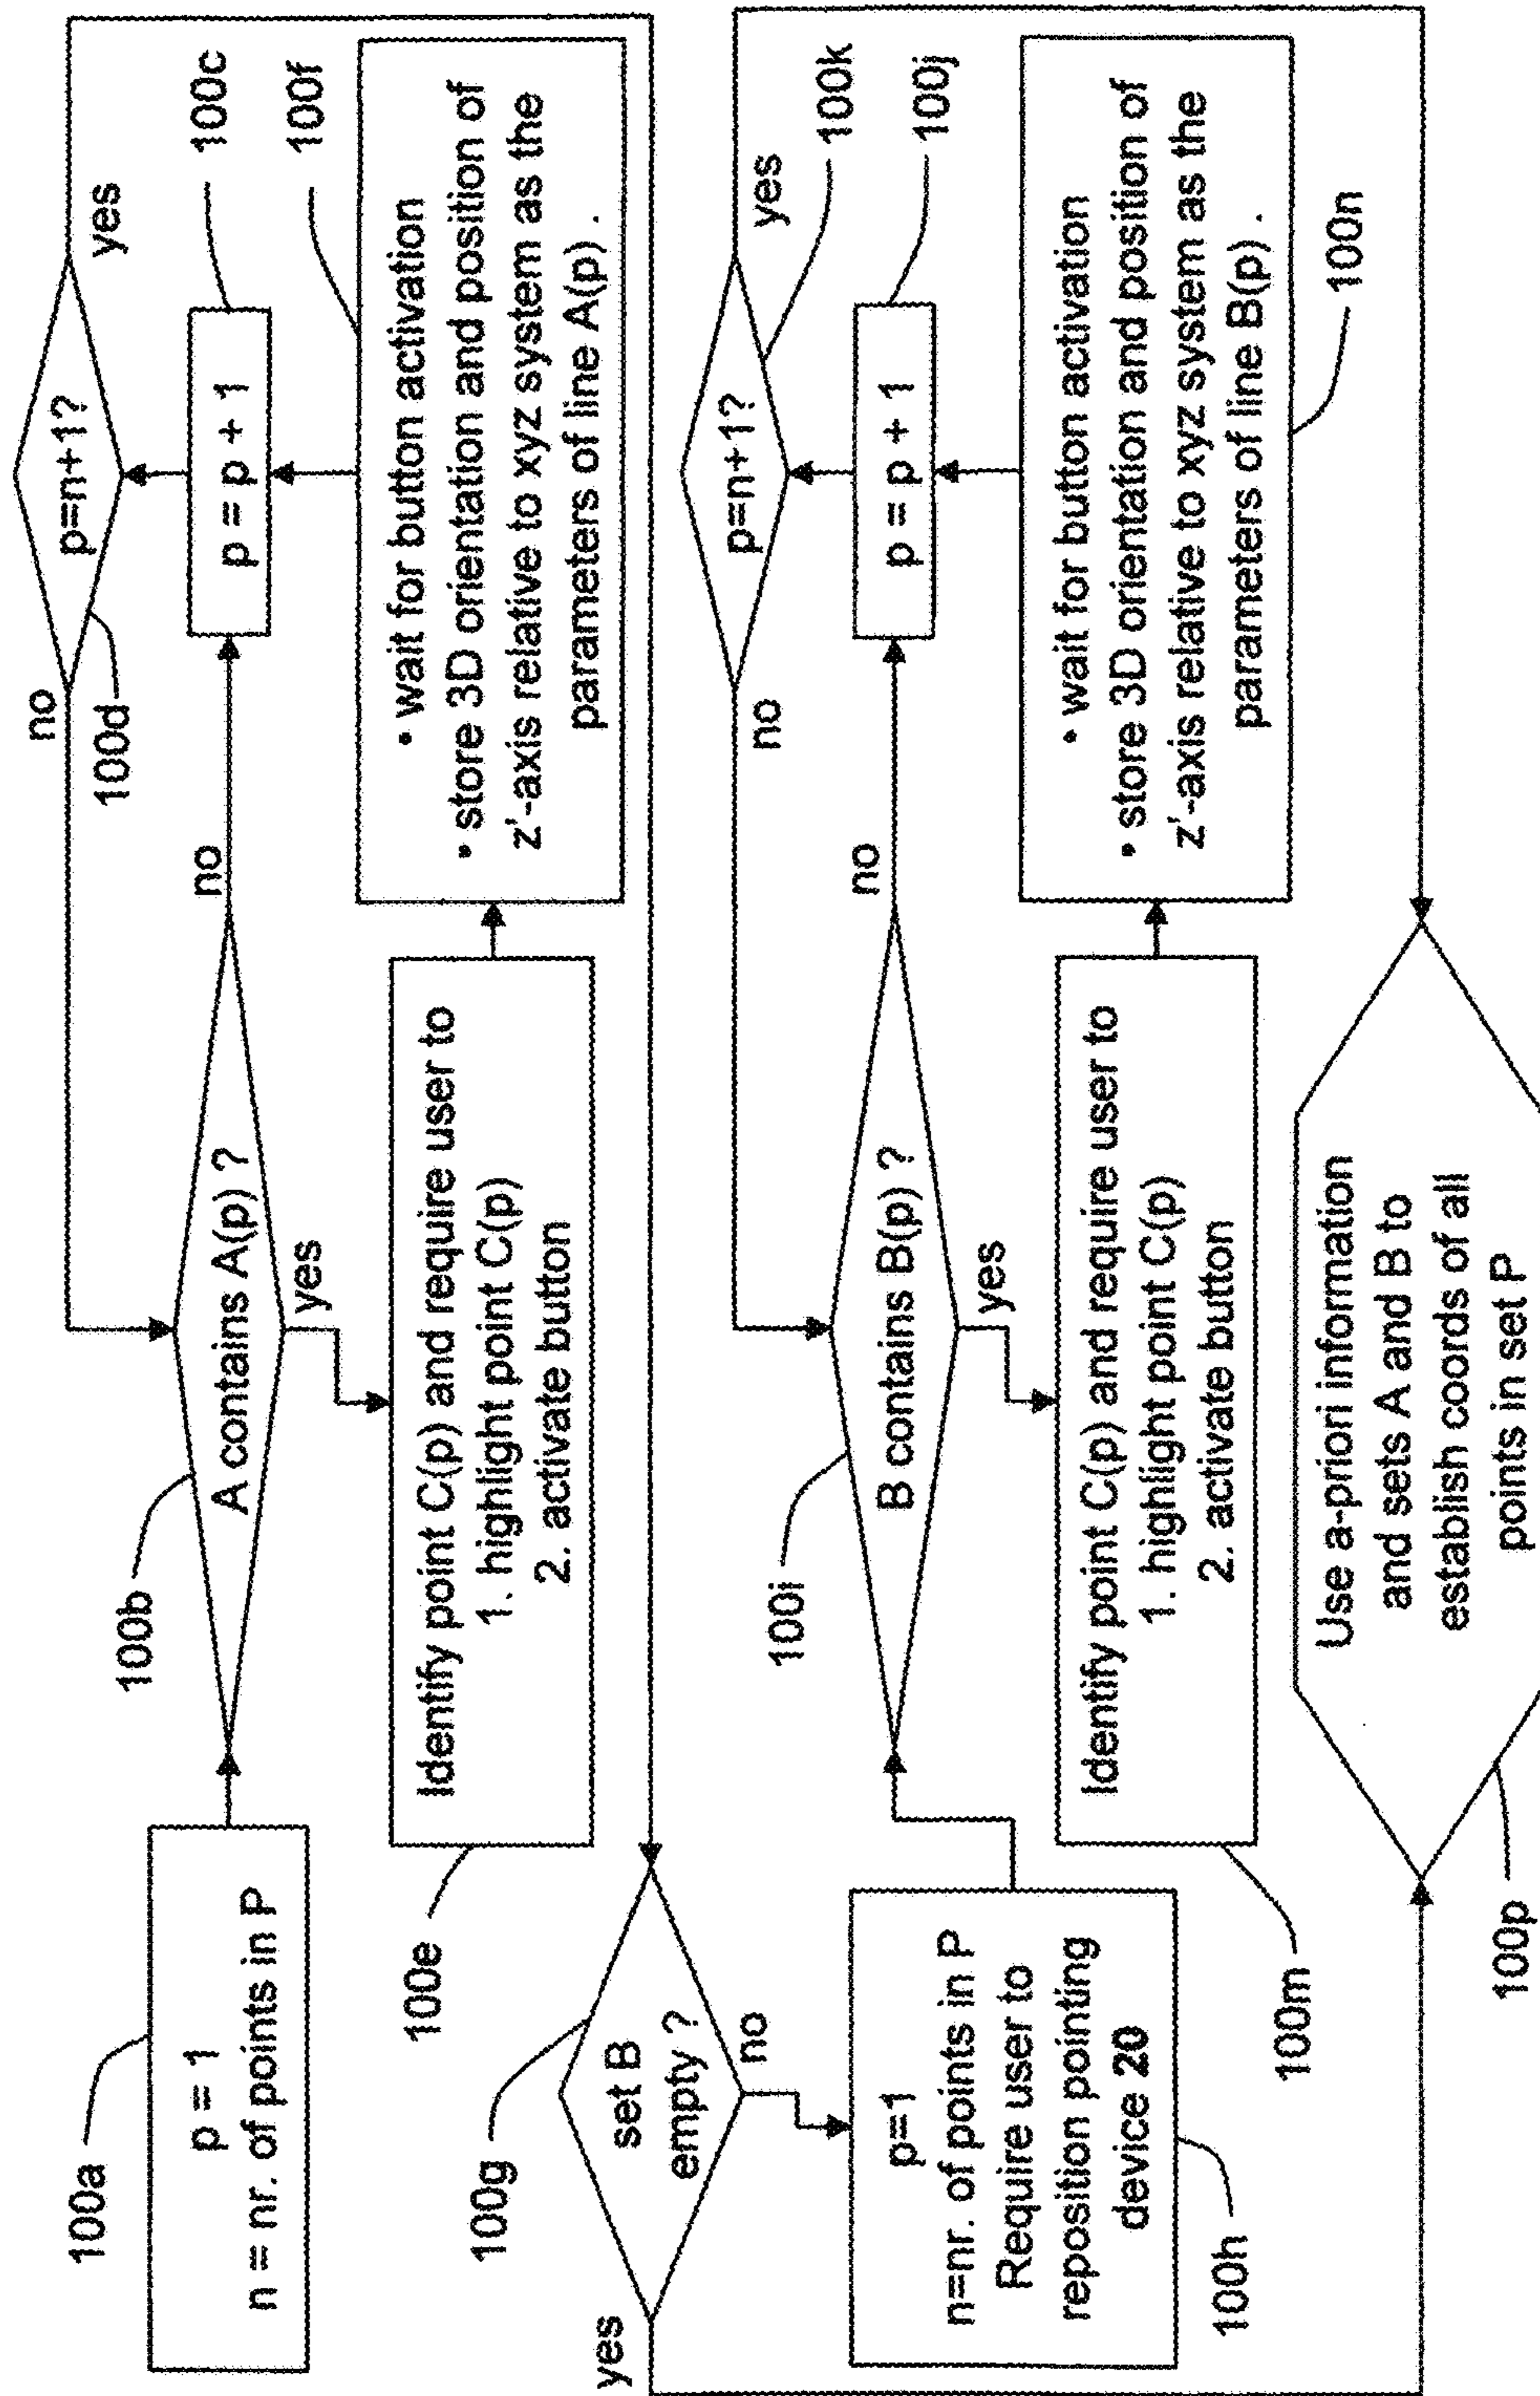 100a
p = 1
n = nr. of points in P
100b
A contains A(p) ?
no
yes
100d
no
p=n+1?
yes
p = p + 1
100c
100e
Identify point C(p) and require user to
1. highlight point C(p)
2. activate button
• wait for button activation
• store 3D orientation and position of
z'-axis relative to xyz system as the
parameters of line A(p) .
100f
100g
set B
empty ?
yes
no
p=1
n=nr. of points in P
Require user to
reposition pointing
device 20
100h
100i
B contains B(p) ?
no
yes
no
p=n+1?
yes
100k
p = p + 1
100j
Identify point C(p) and require user to
1. highlight point C(p)
2. activate button
100m
• wait for button activation
• store 3D orientation and position of
z'-axis relative to xyz system as the
parameters of line B(p) .
100n
Use a-priori information
and sets A and B to
establish coords of all
points in set P
100p